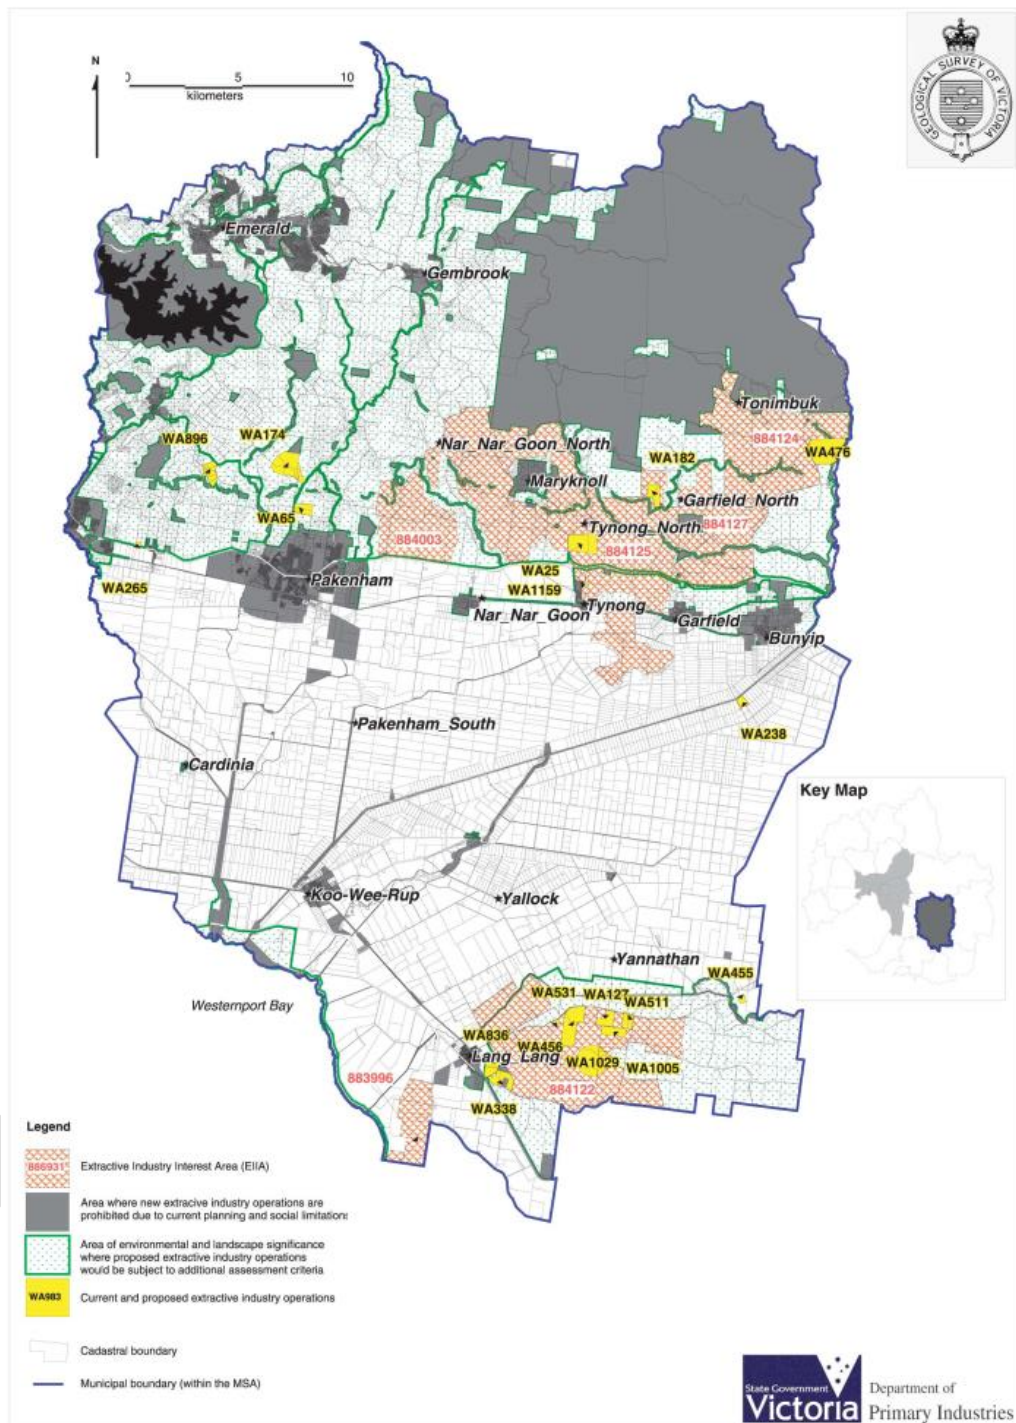 N
0 5 10
kilometers
GEOLOGICAL SURVEY OF VICTORIA
Emerald
Gembrook
Tonimbuk
WA896
WA174
Nar_Nar_Goon_North
884124
WA182
WA476
Maryknoll
Garfield_North
WA65
Tynong_North
884127
884003
884125
WA25
WA265
Pakenham
WA1159
Tynong
Nar_Nar_Goon
Garfield
Bunyip
Pakenham_South
WA238
Cardinia
Key Map
Koo-Wee-Rup
Yallock
Yannathan
WA455
WA531
WA127
WA511
Westernport Bay
WA836
WA456
Lang_Lang
WA1029
WA1005
883996
884122
WA338
Legend
886931
Extractive Industry Interest Area (EIIA)
Area where new extracive industry operations are
prohibited due to current planning and social limitations
Area of environmental and landscape significance
where proposed extractive industry operations
would be subject to additional assessment criteria
WA983
Current and proposed extractive industry operations
Cadastral boundary
Municipal boundary (within the MSA)
State Government
Victoria
Department of
Primary Industries